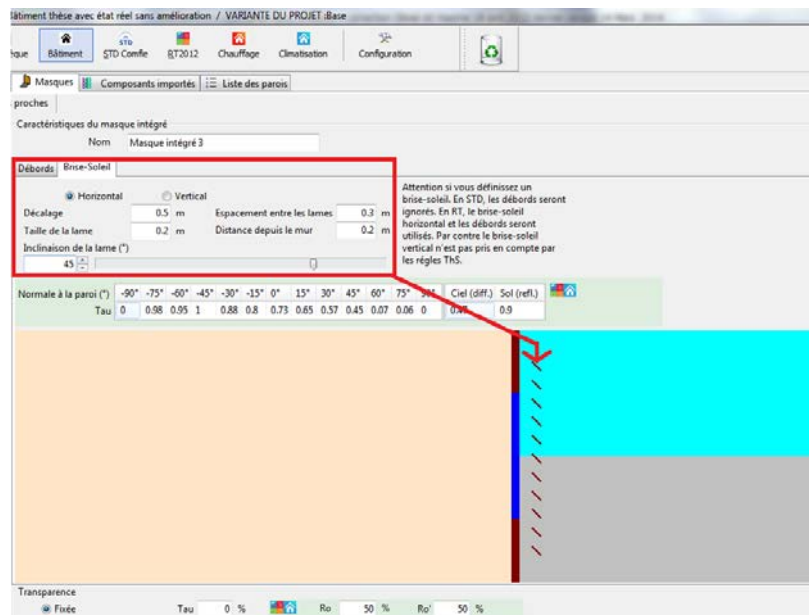 âtiment thèse avec état réel sans amélioration / VARIANTE DU PROJET :Base
que Bâtiment STD Comfie RT2012 Chauffage Climatisation Configuration
STD
Masques Composants importés Liste des parois
proches
Caractéristiques du masque intégré
Nom Masque intégré 3
Débords Brise-Soleil
Horizontal Vertical
Décalage 0.5 m Espacement entre les lames 0.3 m
Taille de la lame 0.2 m Distance depuis le mur 0.2 m
Inclinaison de la lame (°)
45
Attention si vous définissez un
brise-soleil. En STD, les débords seront
ignorés. En RT, le brise-soleil
horizontal et les débords seront
utilisés. Par contre le brise-soleil
vertical n'est pas pris en compte par
les régles ThS.
Normale à la paroi (°) -90° -75° -60° -45° -30° -15° 0° 15° 30° 45° 60° 75° 90° Ciel (diff.) Sol (refl.)
Tau 0 0.98 0.95 1 0.88 0.8 0.73 0.65 0.57 0.45 0.07 0.06 0 0.9
Transparence
Fixée Tau 0 % Ro 50 % Ro' 50 %